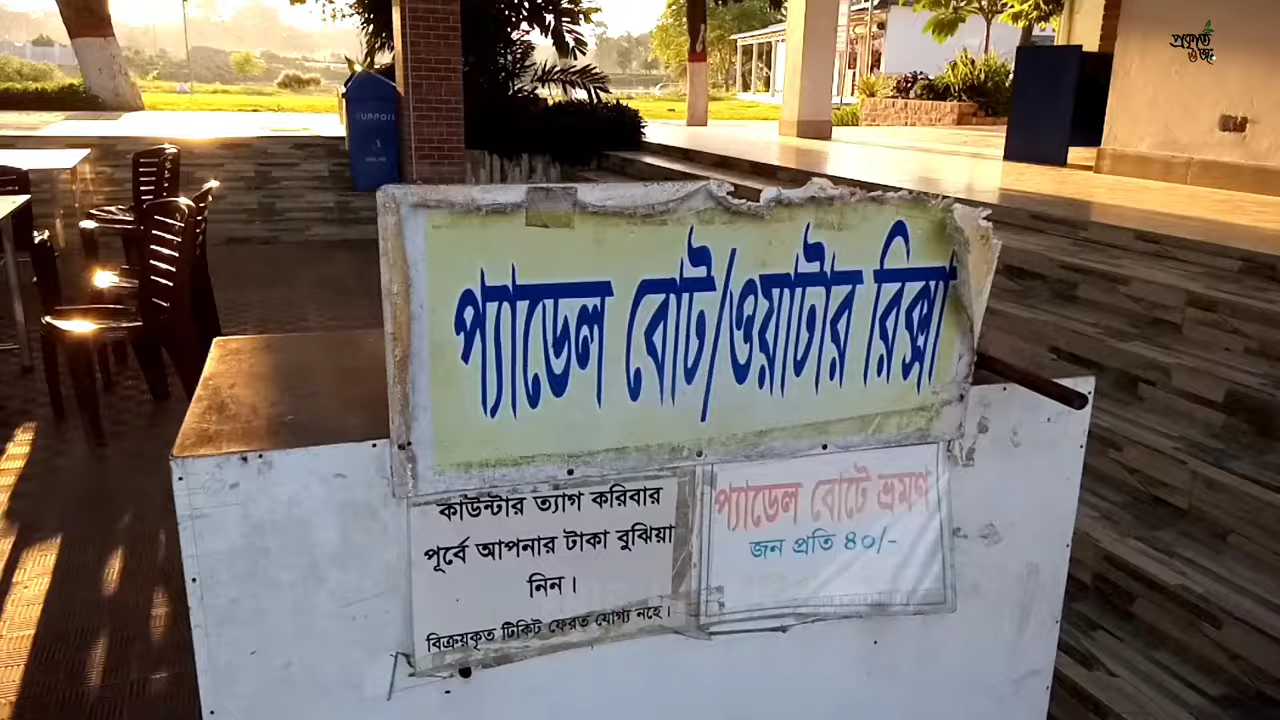 প্যাডেল বোট/ওয়াটার রিক্সা
কাউন্টার ত্যাগ করিবার
পূর্বে আপনার টাকা বুঝিয়া
নিন।
বিক্রয়কৃত টিকিট ফেরত যোগ্য নহে।
প্যাডেল বোটে ভ্রমণ
জন প্রতি ৪০/-